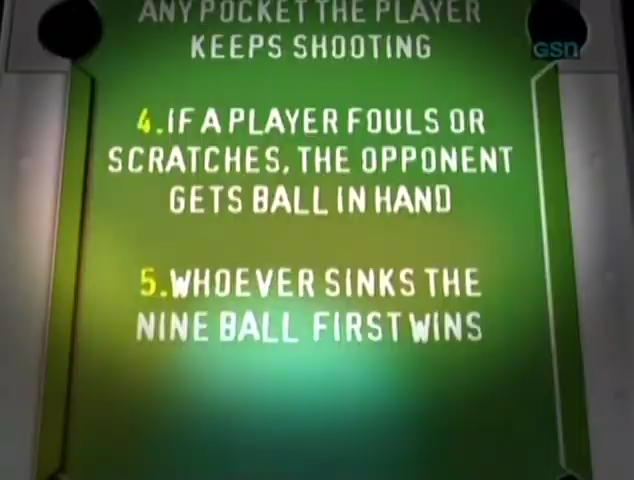 ANY POCKET THE PLAYER
KEEPS SHOOTING
GSN
4.IF A PLAYER FOULS OR
SCRATCHES, THE OPPONENT
GETS BALL IN HAND
5.WHOEVER SINKS THE
NINE BALL FIRST WINS